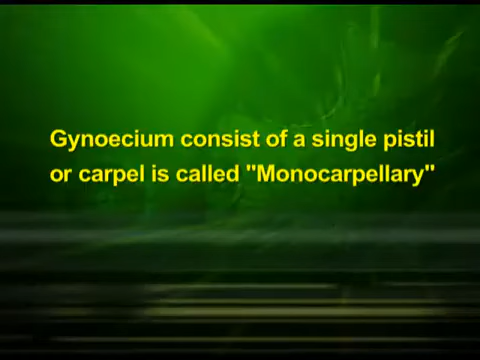 Gynoecium consist of a single pistil
or carpel is called "Monocarpellary"